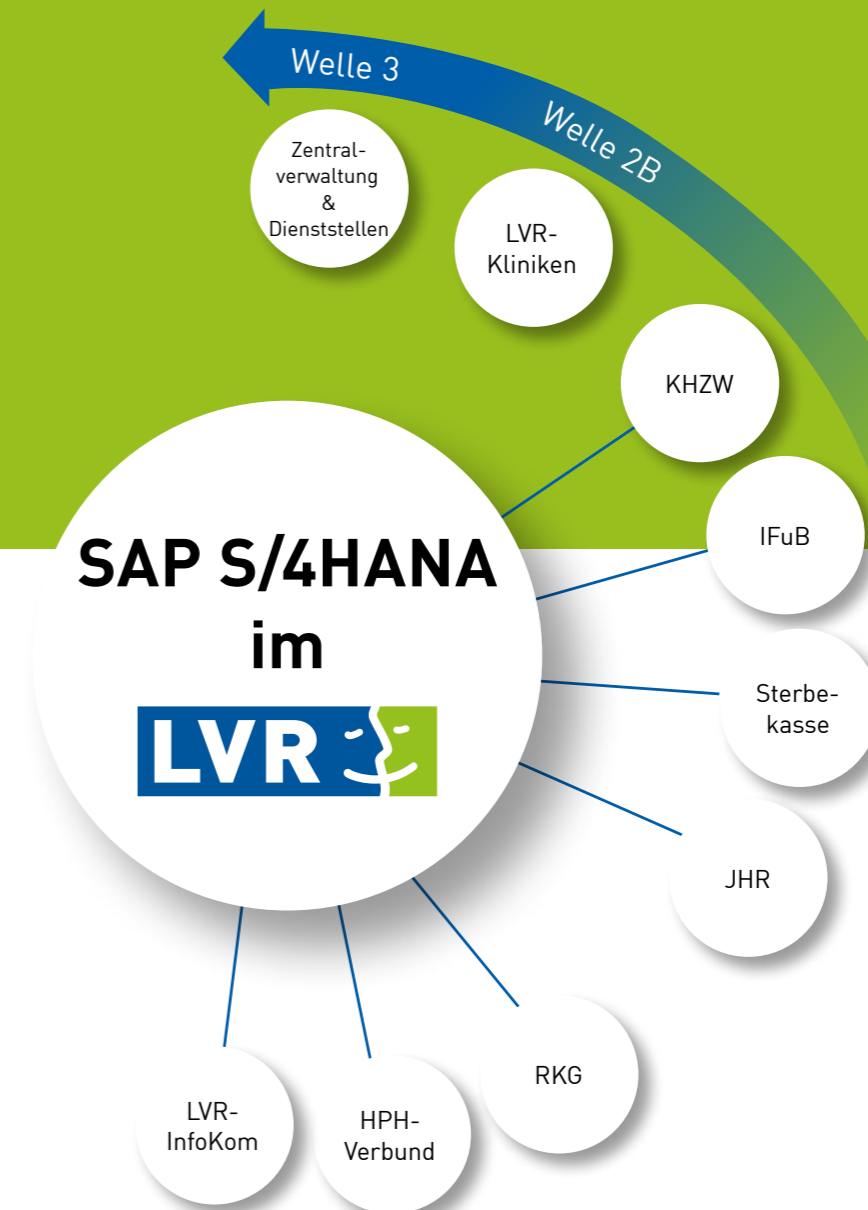 Welle 3
Welle 2B
Zentral-
verwaltung
&
Dienststellen
LVR-
Kliniken
KHZW
IFuB
SAP S/4HANA
im
LVR
Sterbe-
kasse
JHR
RKG
HPH-
Verbund
LVR-
InfoKom